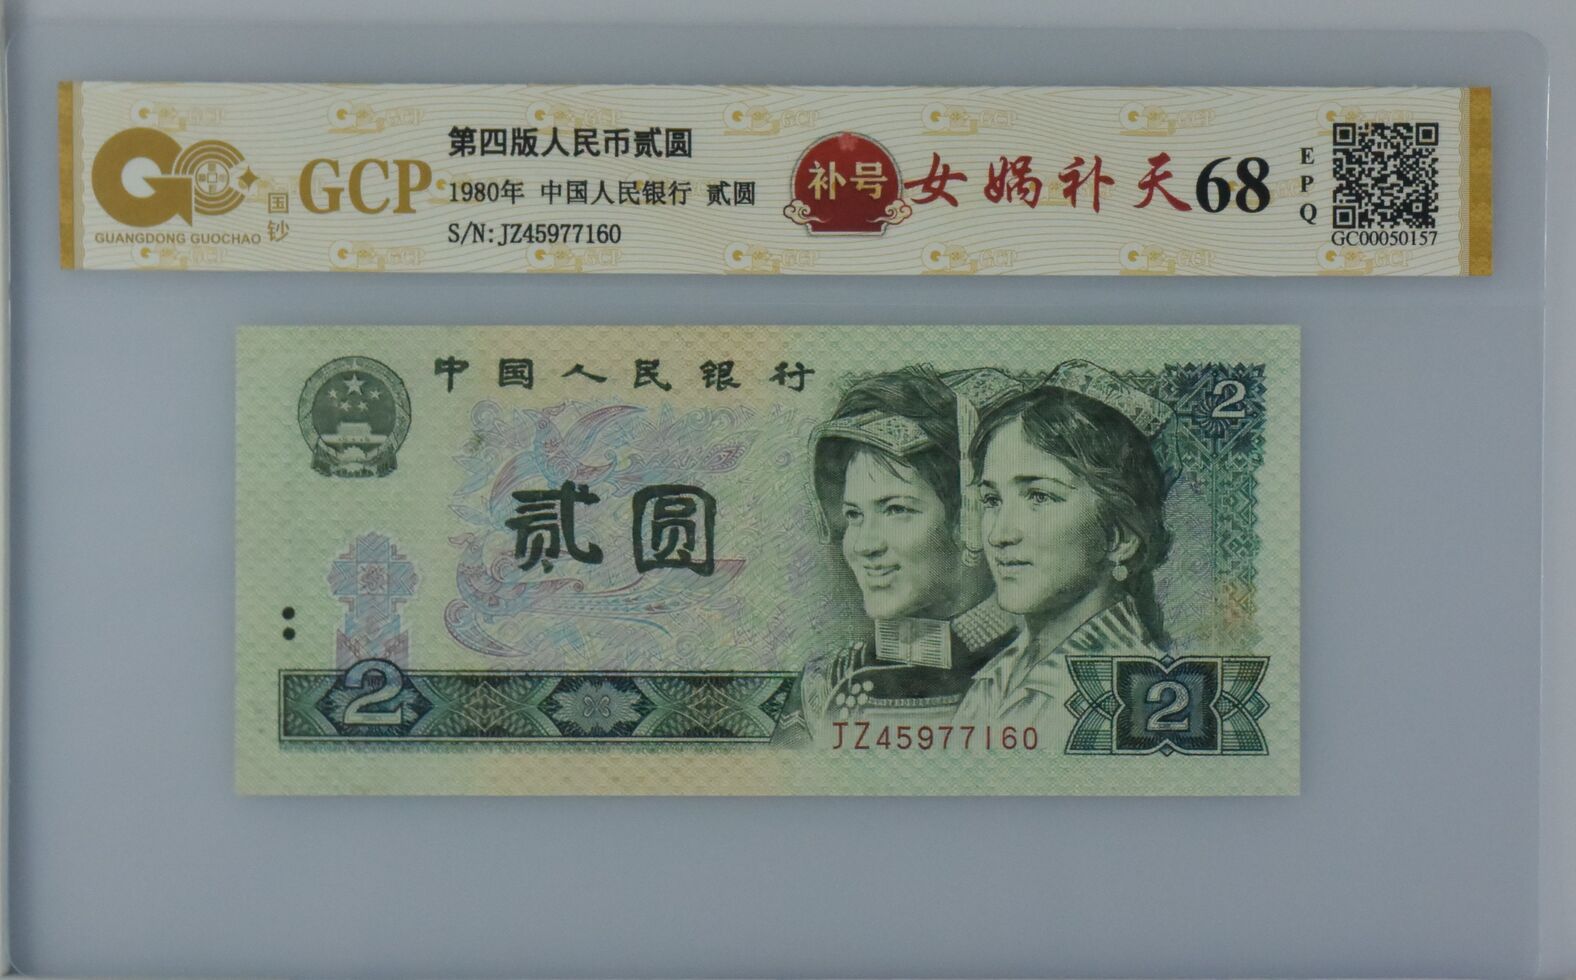 GCP
国钞
GUANGDONG GUOCHAO
第四版人民币贰圆
1980年 中国人民银行 贰圆
S/N:JZ45977160
补号
女娲补天
68
EPQ
GC00050157
中国人民银行
2
贰圆
2
2
JZ45977160